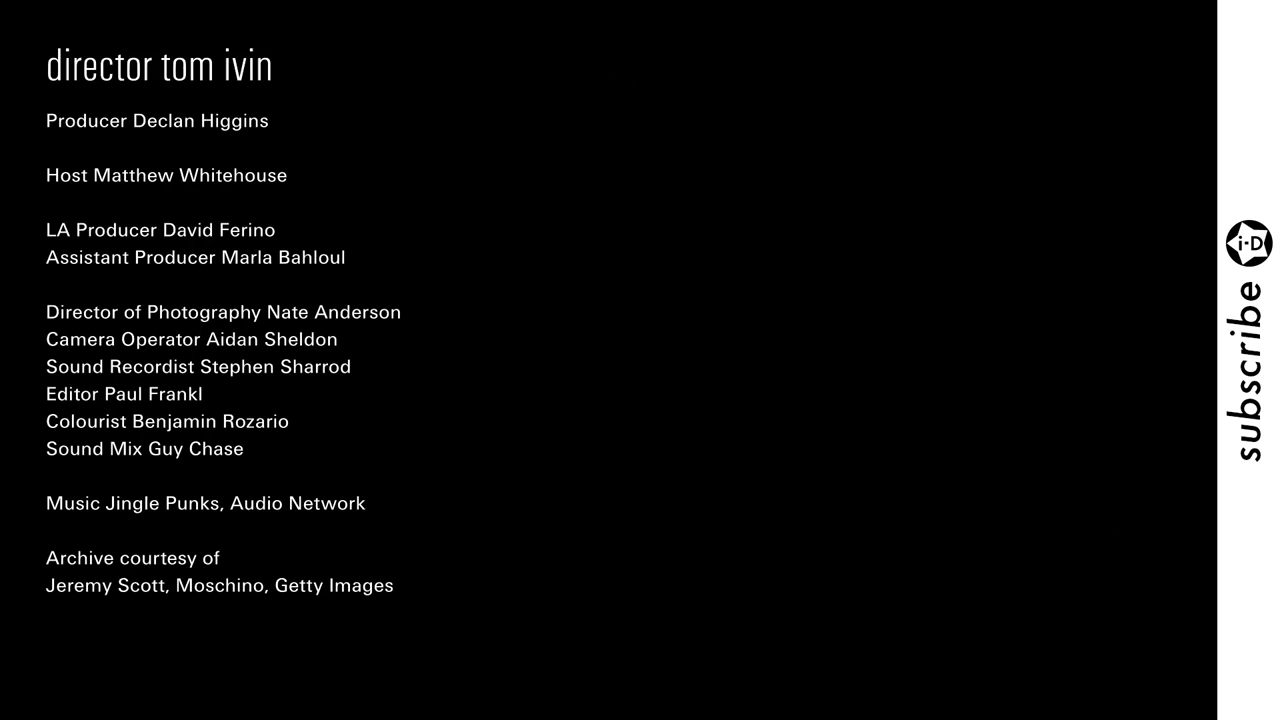 director tom ivin
Producer Declan Higgins
Host Matthew Whitehouse
LA Producer David Ferino
Assistant Producer Marla Bahloul
Director of Photography Nate Anderson
Camera Operator Aidan Sheldon
Sound Recordist Stephen Sharrod
Editor Paul Frankl
Colourist Benjamin Rozario
Sound Mix Guy Chase
Music Jingle Punks, Audio Network
Archive courtesy of
Jeremy Scott, Moschino, Getty Images
subscribe
i-D